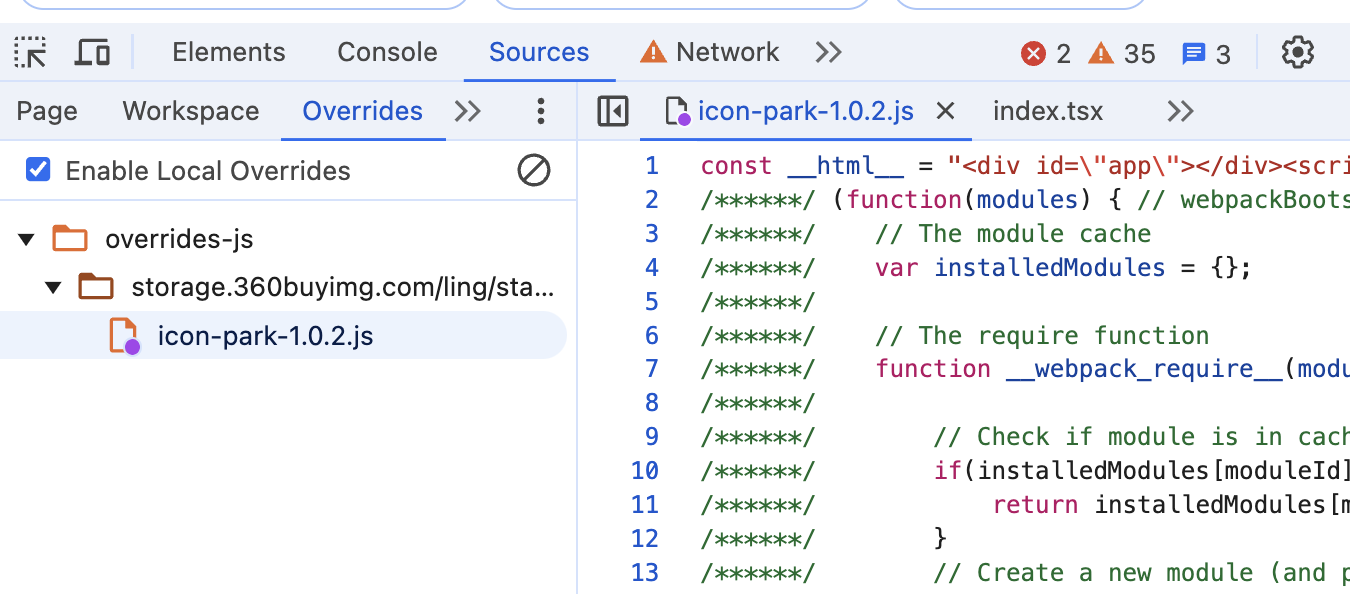 Elements Console Sources Network 2 35 3
Page Workspace Overrides icon-park-1.0.2.js index.tsx
Enable Local Overrides
overrides-js
storage.360buyimg.com/ling/sta...
icon-park-1.0.2.js
1 const __html__ = "<div id=\"app\"></div><scri
2 /******/ (function(modules) { // webpackBoots
3 /******/ // The module cache
4 /******/ var installedModules = {};
5 /******/
6 /******/ // The require function
7 /******/ function __webpack_require__(modu
8 /******/
9 /******/ // Check if module is in cach
10 /******/ if(installedModules[moduleId]
11 /******/ return installedModules[m
12 /******/ }
13 /******/ // Create a new module (and p